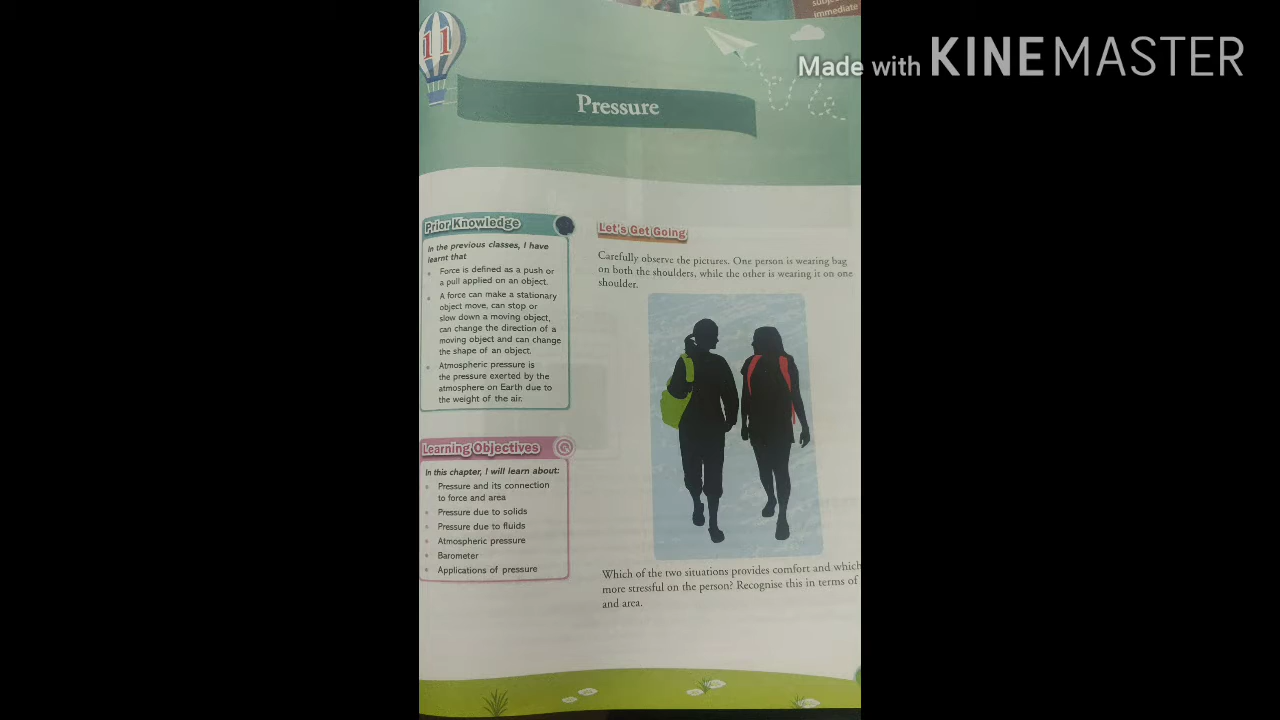 subje
immediate
Made with KINEMASTER
11
Pressure
Prior Knowledge
In the previous classes, I have
learnt that
Force is defined as a push or
a pull applied on an object.
A force can make a stationary
object move, can stop or
slow down a moving object,
can change the direction of a
moving object and can change
the shape of an object.
Atmospheric pressure is
the pressure exerted by the
atmosphere on Earth due to
the weight of the air.
Learning Objectives
In this chapter, I will learn about:
Pressure and its connection
to force and area
Pressure due to solids
Pressure due to fluids
Atmospheric pressure
Barometer
Applications of pressure
Let's Get Going
Carefully observe the pictures. One person is wearing bag
on both the shoulders, while the other is wearing it on one
shoulder.
Which of the two situations provides comfort and which
more stressful on the person? Recognise this in terms of
and area.